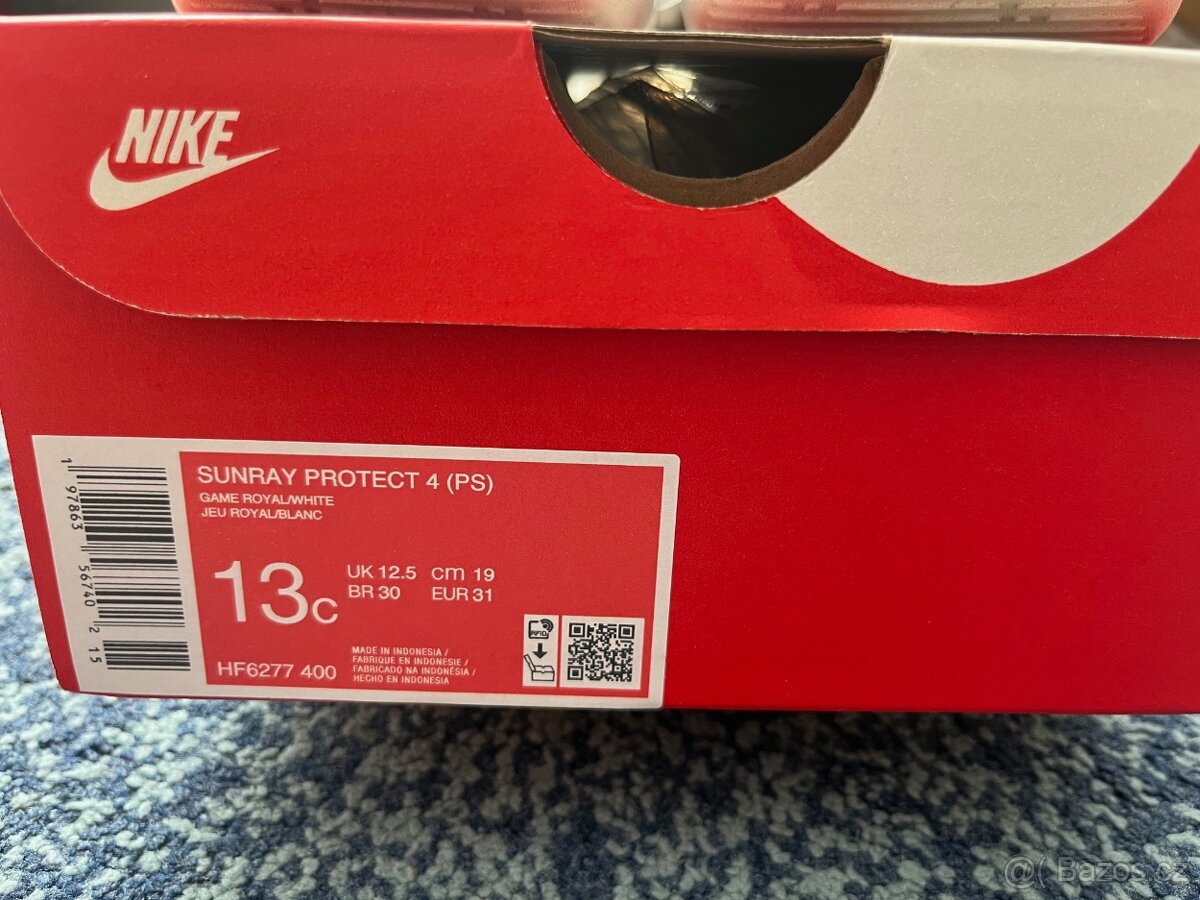 NIKE
SUNRAY PROTECT 4 (PS)
GAME ROYAL/WHITE
JEU ROYAL/BLANC
13C
UK 12.5 cm 19
BR 30 EUR 31
HF6277 400
MADE IN INDONESIA /
FABRIQUE EN INDONESIE /
FABRICADO NA INDONÉSIA /
HECHO EN INDONESIA
RFID
1 97863 56740 2 15
@( Bazos.cz